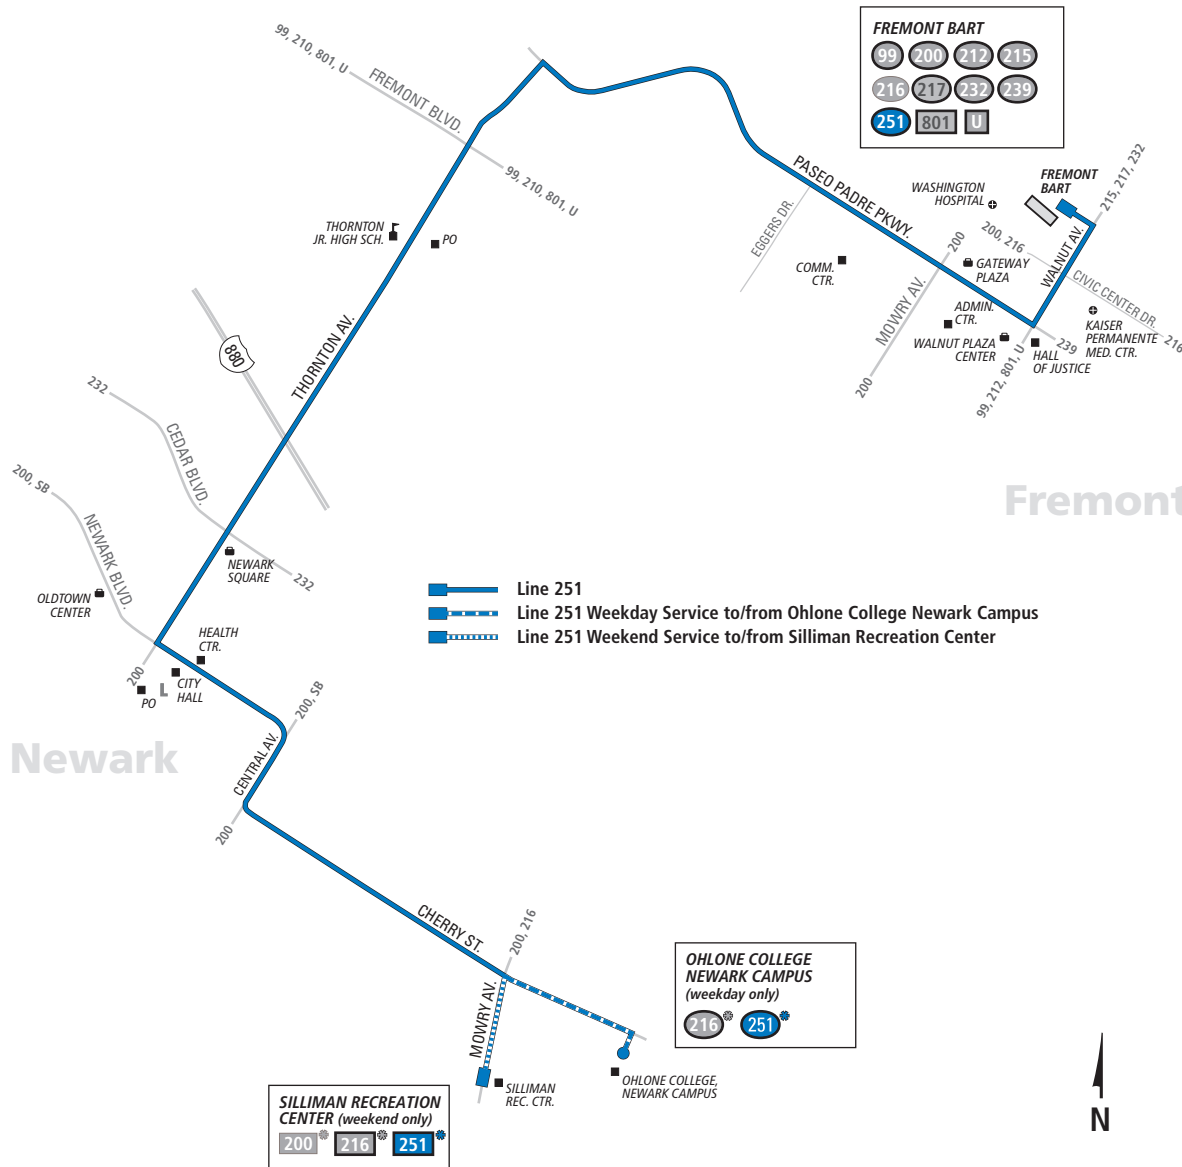 FREMONT BART
99 200 212 215
216 217 232 239
251 801 U
99, 210, 801, U
FREMONT BLVD.
99, 210, 801, U
PASEO PADRE PKWY.
EGGERS DR.
WASHINGTON
HOSPITAL
FREMONT
BART
215, 217, 232
200, 216
WALNUT AV.
CIVIC CENTER DR.
216
THORNTON
JR. HIGH SCH.
PO
COMM.
CTR.
200
MOWRY AV.
200
GATEWAY
PLAZA
ADMIN.
CTR.
WALNUT PLAZA
CENTER
239
HALL
OF JUSTICE
KAISER
PERMANENTE
MED. CTR.
99, 212, 801, U
THORNTON AV.
880
232
CEDAR BLVD.
232
200, SB
NEWARK BLVD.
NEWARK
SQUARE
OLDTOWN
CENTER
Fremont
Line 251
Line 251 Weekday Service to/from Ohlone College Newark Campus
Line 251 Weekend Service to/from Silliman Recreation Center
HEALTH
CTR.
200
CITY
HALL
PO
L
200, SB
CENTRAL AV.
200
Newark
CHERRY ST.
200, 216
MOWRY AV.
OHLONE COLLEGE
NEWARK CAMPUS
(weekday only)
216 251
SILLIMAN
REC. CTR.
OHLONE COLLEGE,
NEWARK CAMPUS
SILLIMAN RECREATION
CENTER (weekend only)
200 216 251
N